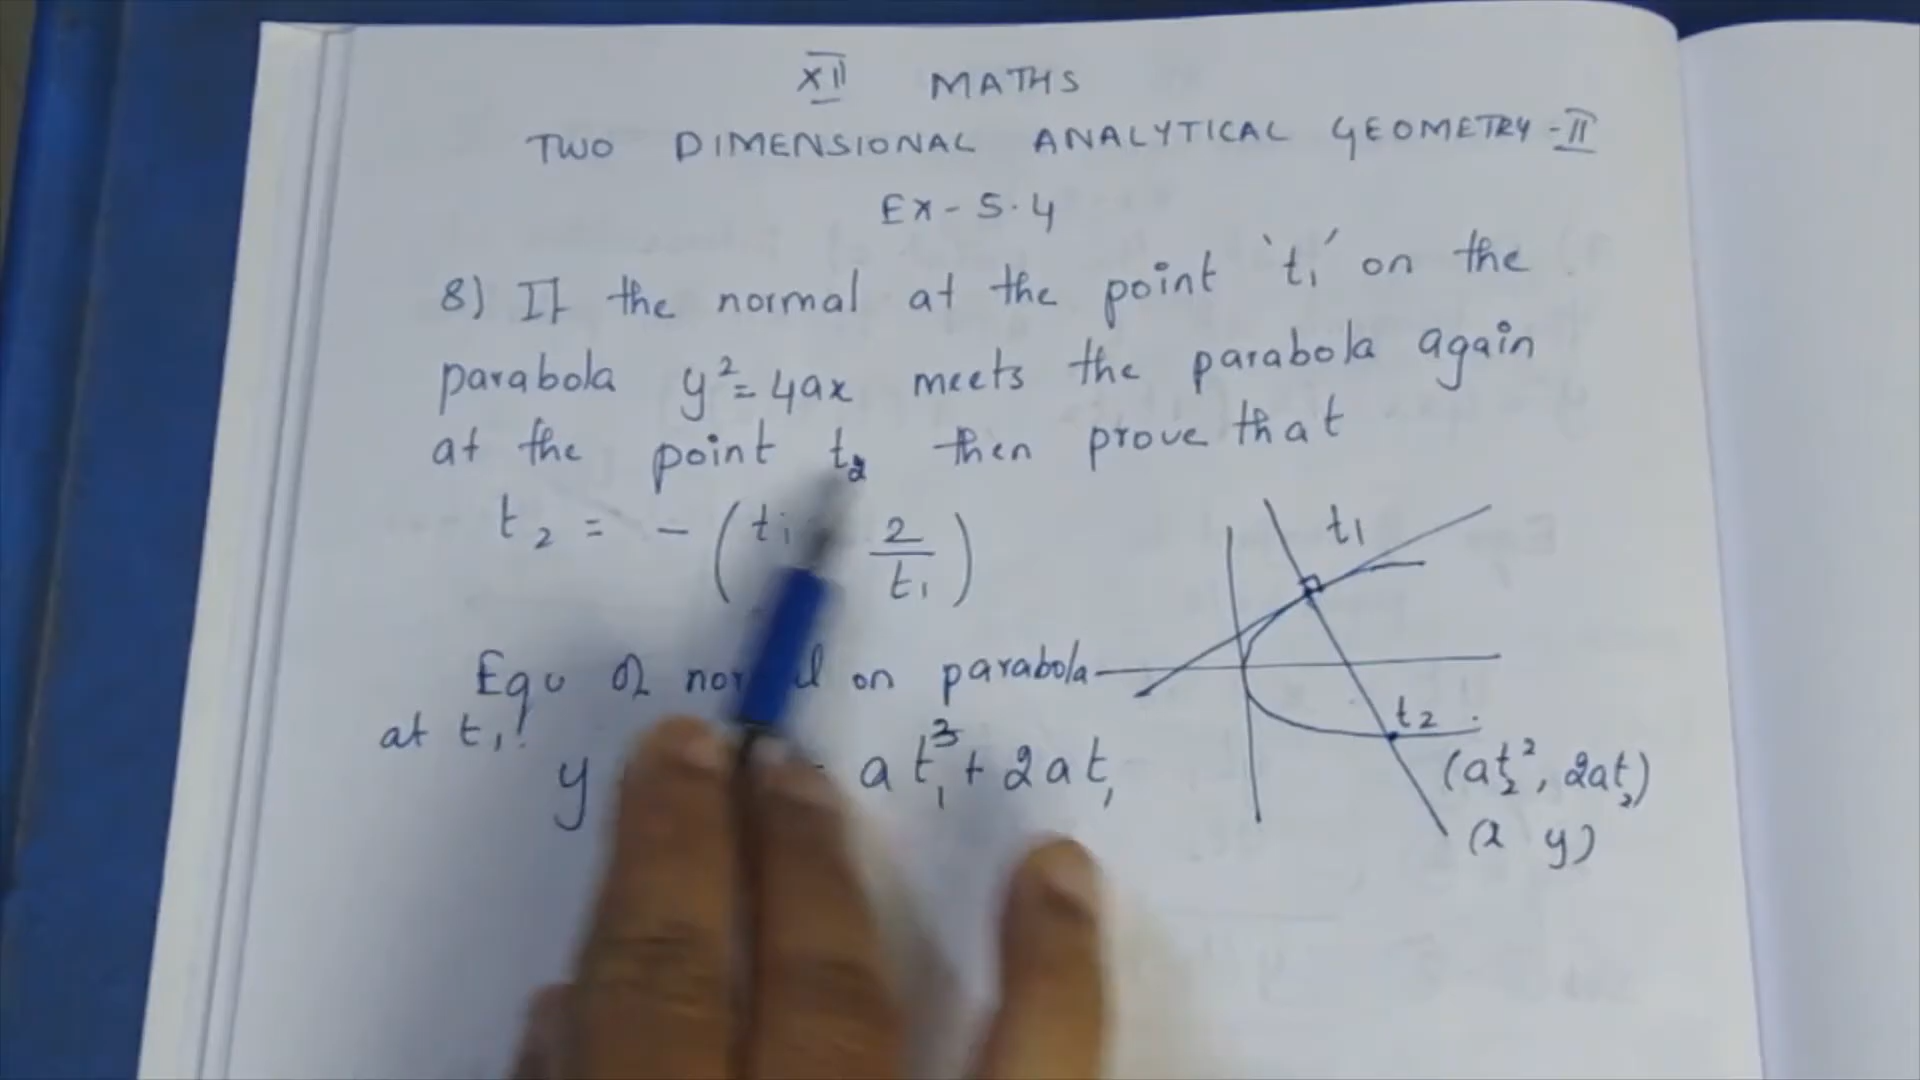 XII MATHS
TWO DIMENSIONAL ANALYTICAL GEOMETRY - II
EX - 5.4
8) If the normal at the point 't₁' on the
parabola y² = 4ax meets the parabola again
at the point t₂ then prove that
t₂ = - (t₁ 2/t₁)
t₁
Equ of on parabola
at t₁!
t₂
y at₁³ + 2at₁
(at₂², 2at₂)
(x y)